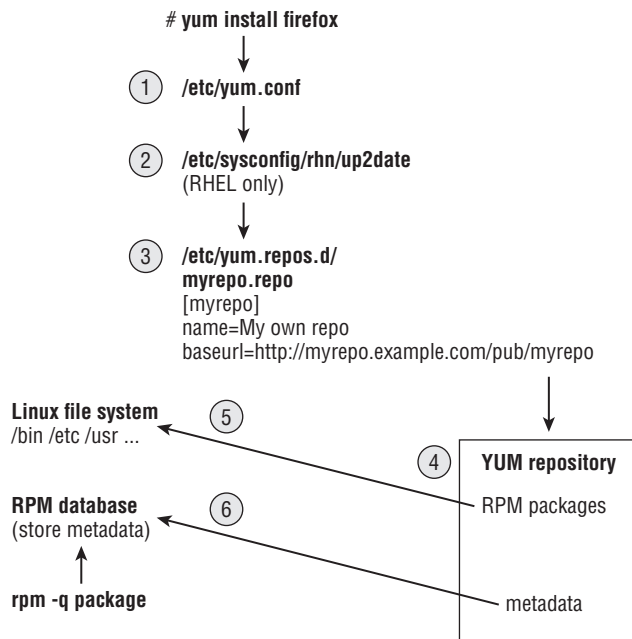 # yum install firefox
1 /etc/yum.conf
2 /etc/sysconfig/rhn/up2date
(RHEL only)
3 /etc/yum.repos.d/
myrepo.repo
[myrepo]
name=My own repo
baseurl=http://myrepo.example.com/pub/myrepo
Linux file system
/bin /etc /usr ...
5
4 YUM repository
RPM packages
RPM database
(store metadata)
6
rpm -q package
metadata